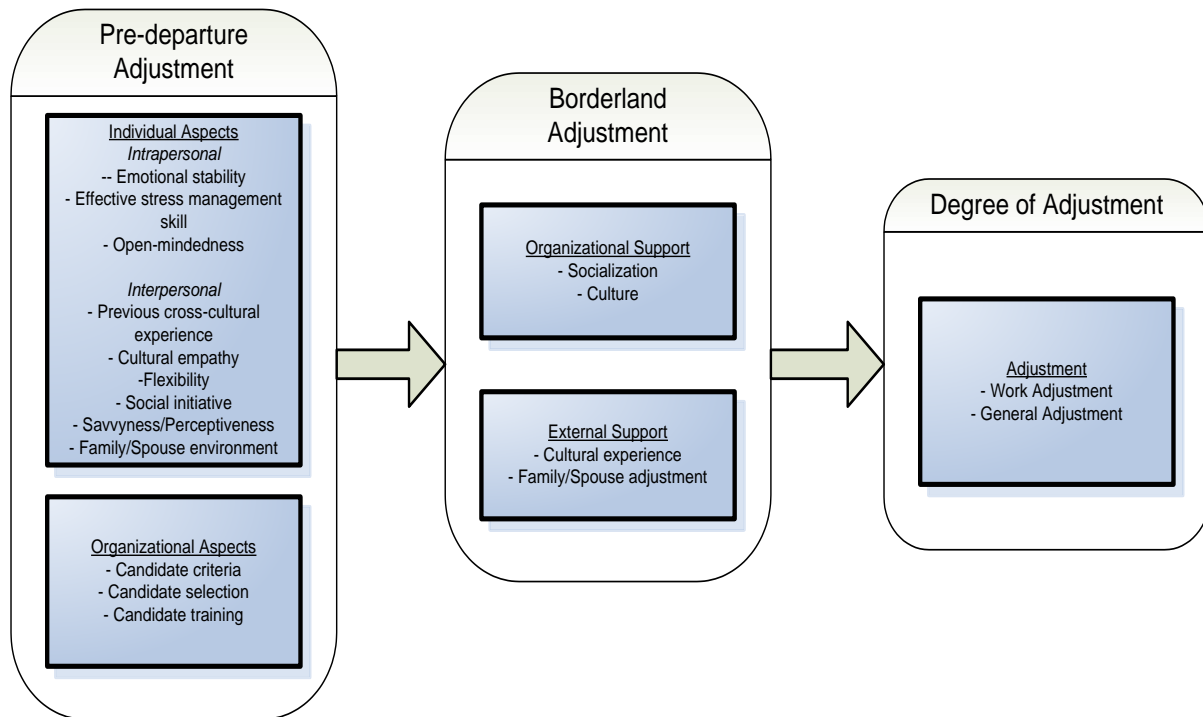 Pre-departure
Adjustment
Individual Aspects
Intrapersonal
-- Emotional stability
- Effective stress management
skill
- Open-mindedness
Interpersonal
- Previous cross-cultural
experience
- Cultural empathy
-Flexibility
- Social initiative
- Savvyness/Perceptiveness
- Family/Spouse environment
Organizational Aspects
- Candidate criteria
- Candidate selection
- Candidate training
Borderland
Adjustment
Organizational Support
- Socialization
- Culture
External Support
- Cultural experience
- Family/Spouse adjustment
Degree of Adjustment
Adjustment
- Work Adjustment
- General Adjustment